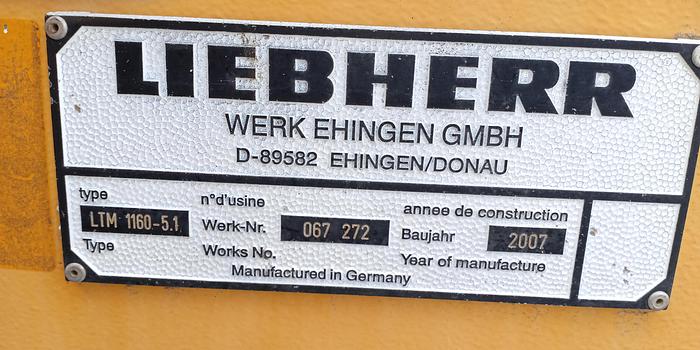 LIEBHERR
WERK EHINGEN GMBH
D-89582 EHINGEN/DONAU
type
LTM 1160-5.1
Type
n°d'usine
Werk-Nr. 067 272
Works No.
annee de construction
Baujahr 2007
Year of manufacture
Manufactured in Germany